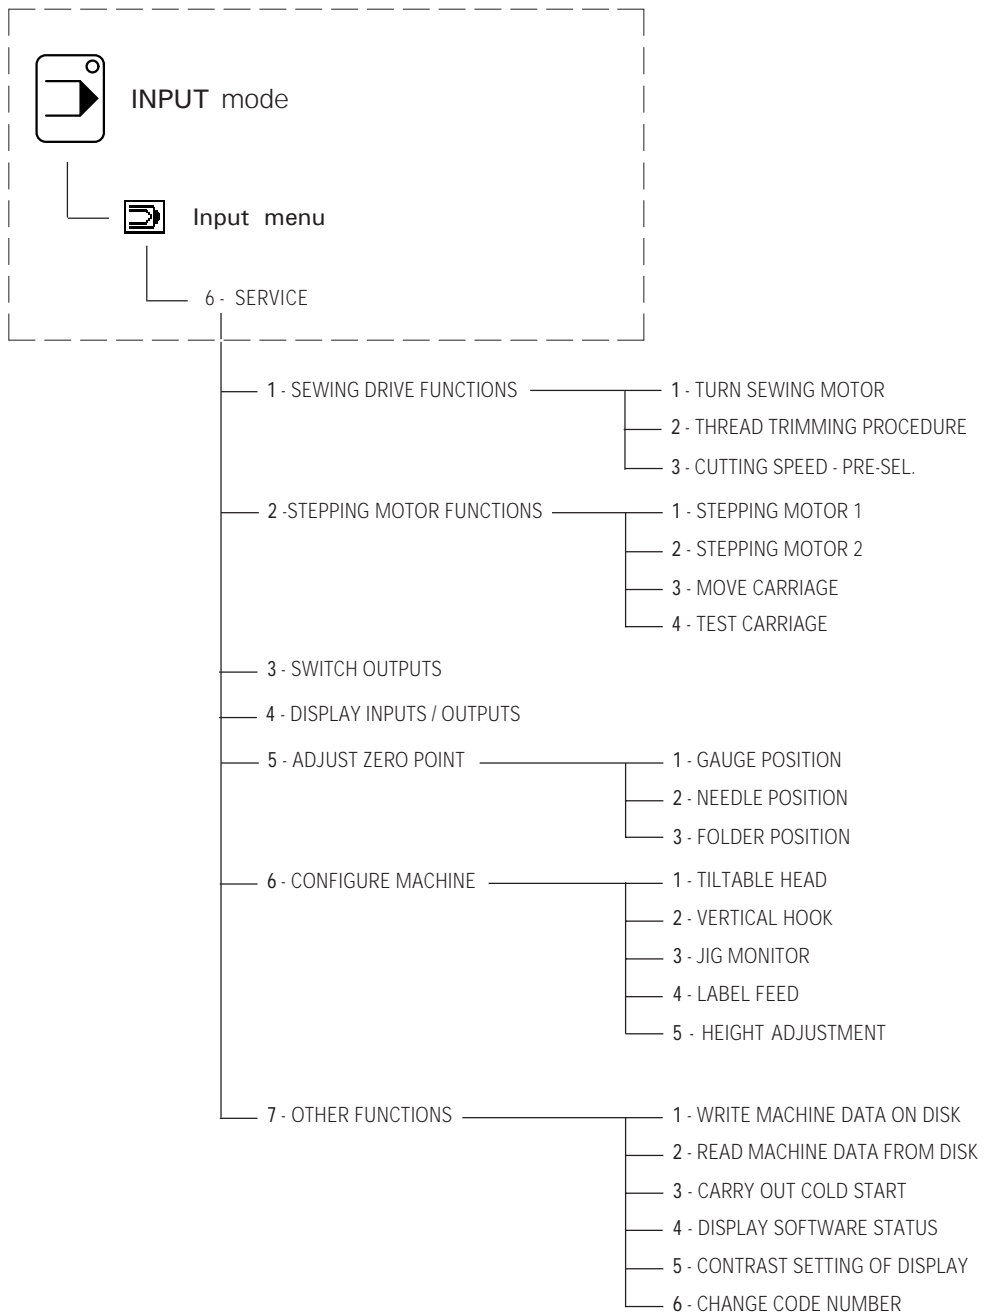 INPUT mode
Input menu
6 - SERVICE
1 - SEWING DRIVE FUNCTIONS
1 - TURN SEWING MOTOR
2 - THREAD TRIMMING PROCEDURE
3 - CUTTING SPEED - PRE-SEL.
2 -STEPPING MOTOR FUNCTIONS
1 - STEPPING MOTOR 1
2 - STEPPING MOTOR 2
3 - MOVE CARRIAGE
4 - TEST CARRIAGE
3 - SWITCH OUTPUTS
4 - DISPLAY INPUTS / OUTPUTS
5 - ADJUST ZERO POINT
1 - GAUGE POSITION
2 - NEEDLE POSITION
3 - FOLDER POSITION
6 - CONFIGURE MACHINE
1 - TILTABLE HEAD
2 - VERTICAL HOOK
3 - JIG MONITOR
4 - LABEL FEED
5 - HEIGHT ADJUSTMENT
7 - OTHER FUNCTIONS
1 - WRITE MACHINE DATA ON DISK
2 - READ MACHINE DATA FROM DISK
3 - CARRY OUT COLD START
4 - DISPLAY SOFTWARE STATUS
5 - CONTRAST SETTING OF DISPLAY
6 - CHANGE CODE NUMBER